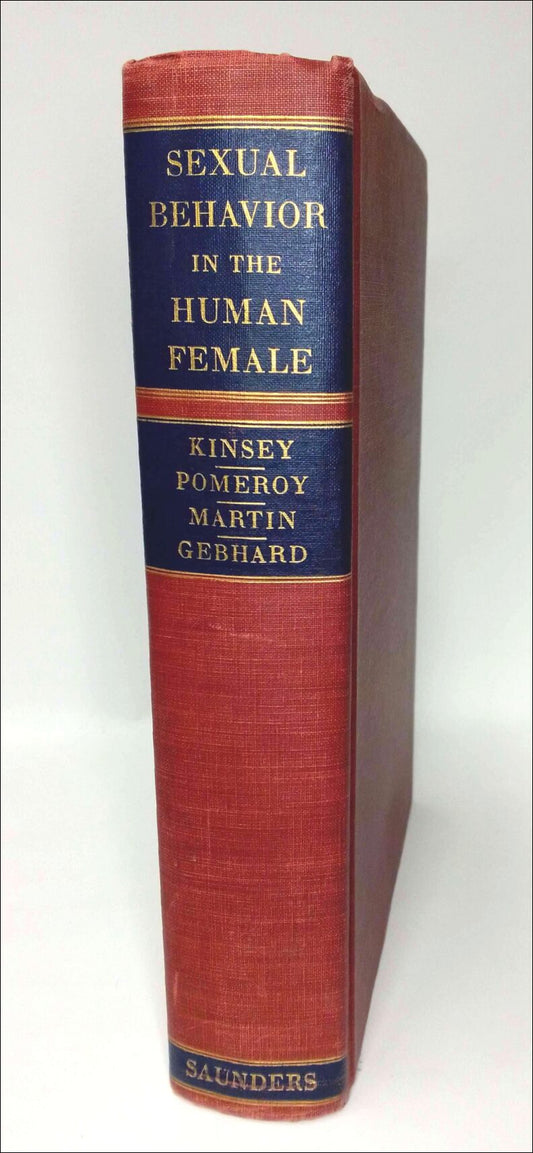 SEXUAL
BEHAVIOR
IN THE
HUMAN
FEMALE
KINSEY
POMEROY
MARTIN
GEBHARD
SAUNDERS